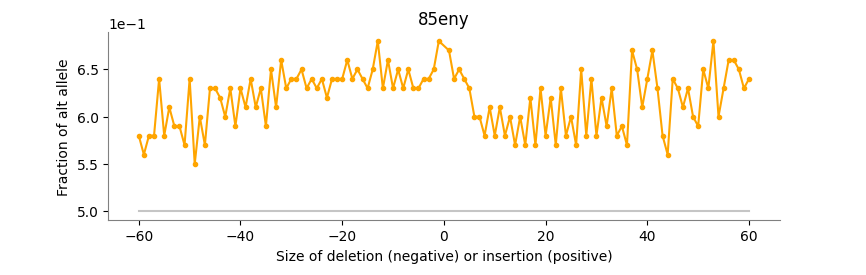 85eny
1e−1
Fraction of alt allele
6.5
6.0
5.5
5.0
−60 −40 −20 0 20 40 60
Size of deletion (negative) or insertion (positive)